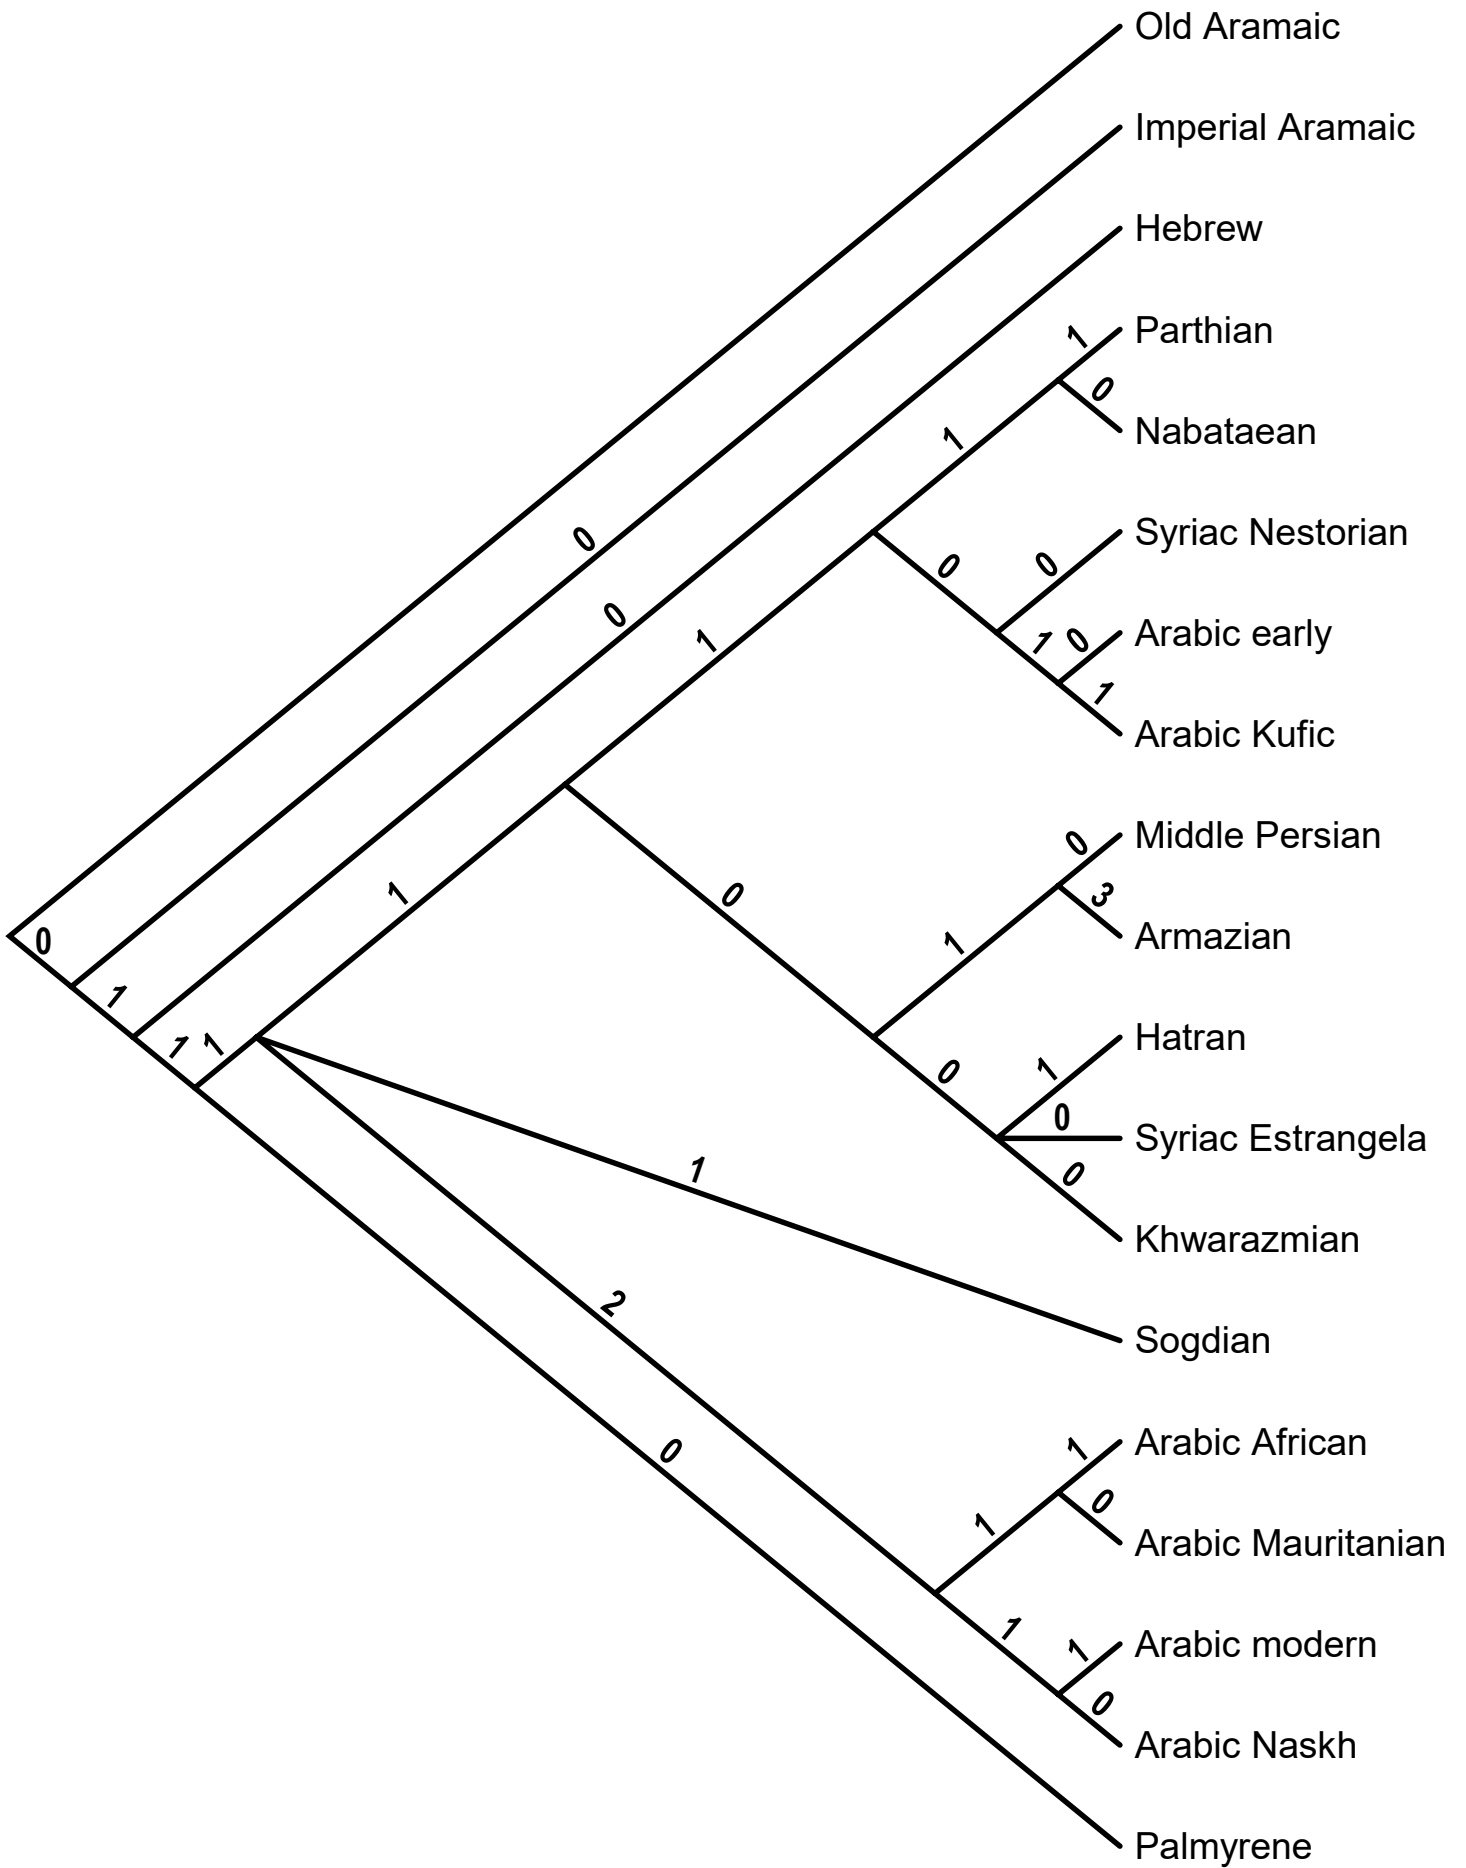 Old Aramaic
Imperial Aramaic
Hebrew
1
Parthian
0
Nabataean
1
0
Syriac Nestorian
0
0
0
1
0
Arabic early
0
1
1
Arabic Kufic
0
Middle Persian
1
0
3
Armazian
0
1
1
Hatran
1
1
1
0
1
0
Syriac Estrangela
1
0
Khwarazmian
2
Sogdian
0
1
Arabic African
0
1
Arabic Mauritanian
1
1
Arabic modern
0
Arabic Naskh
Palmyrene